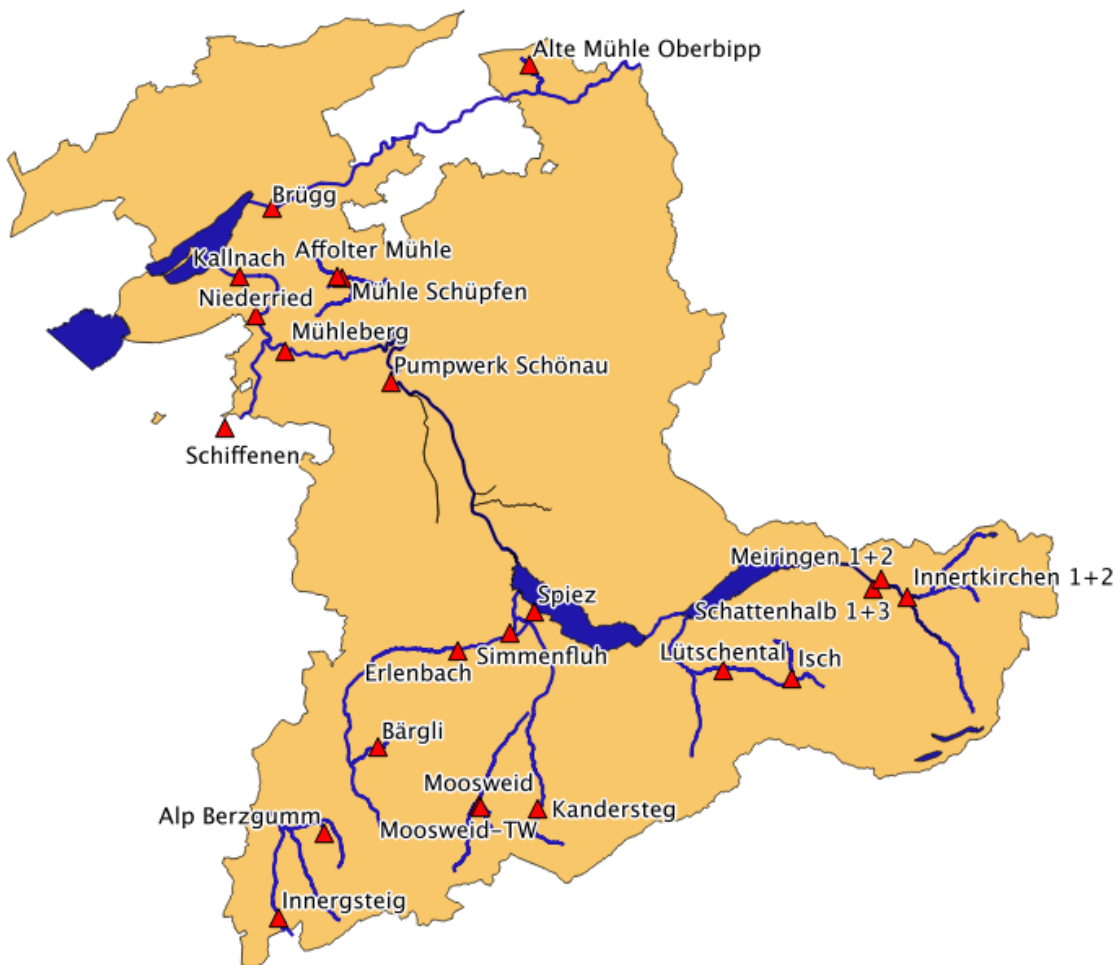 Alte Mühle Oberbipp
Brügg
Affolter Mühle
Kallnach
Mühle Schüpfen
Niederried
Mühleberg
Pumpwerk Schönau
Schiffenen
Meiringen 1+2
Innertkirchen 1+2
Spiez
Schattenhalb 1+3
Simmenfluh
Lütschental
Isch
Erlenbach
Bärgli
Moosweid
Kandersteg
Alp Berzgumm
Moosweid-TW
Innergsteig